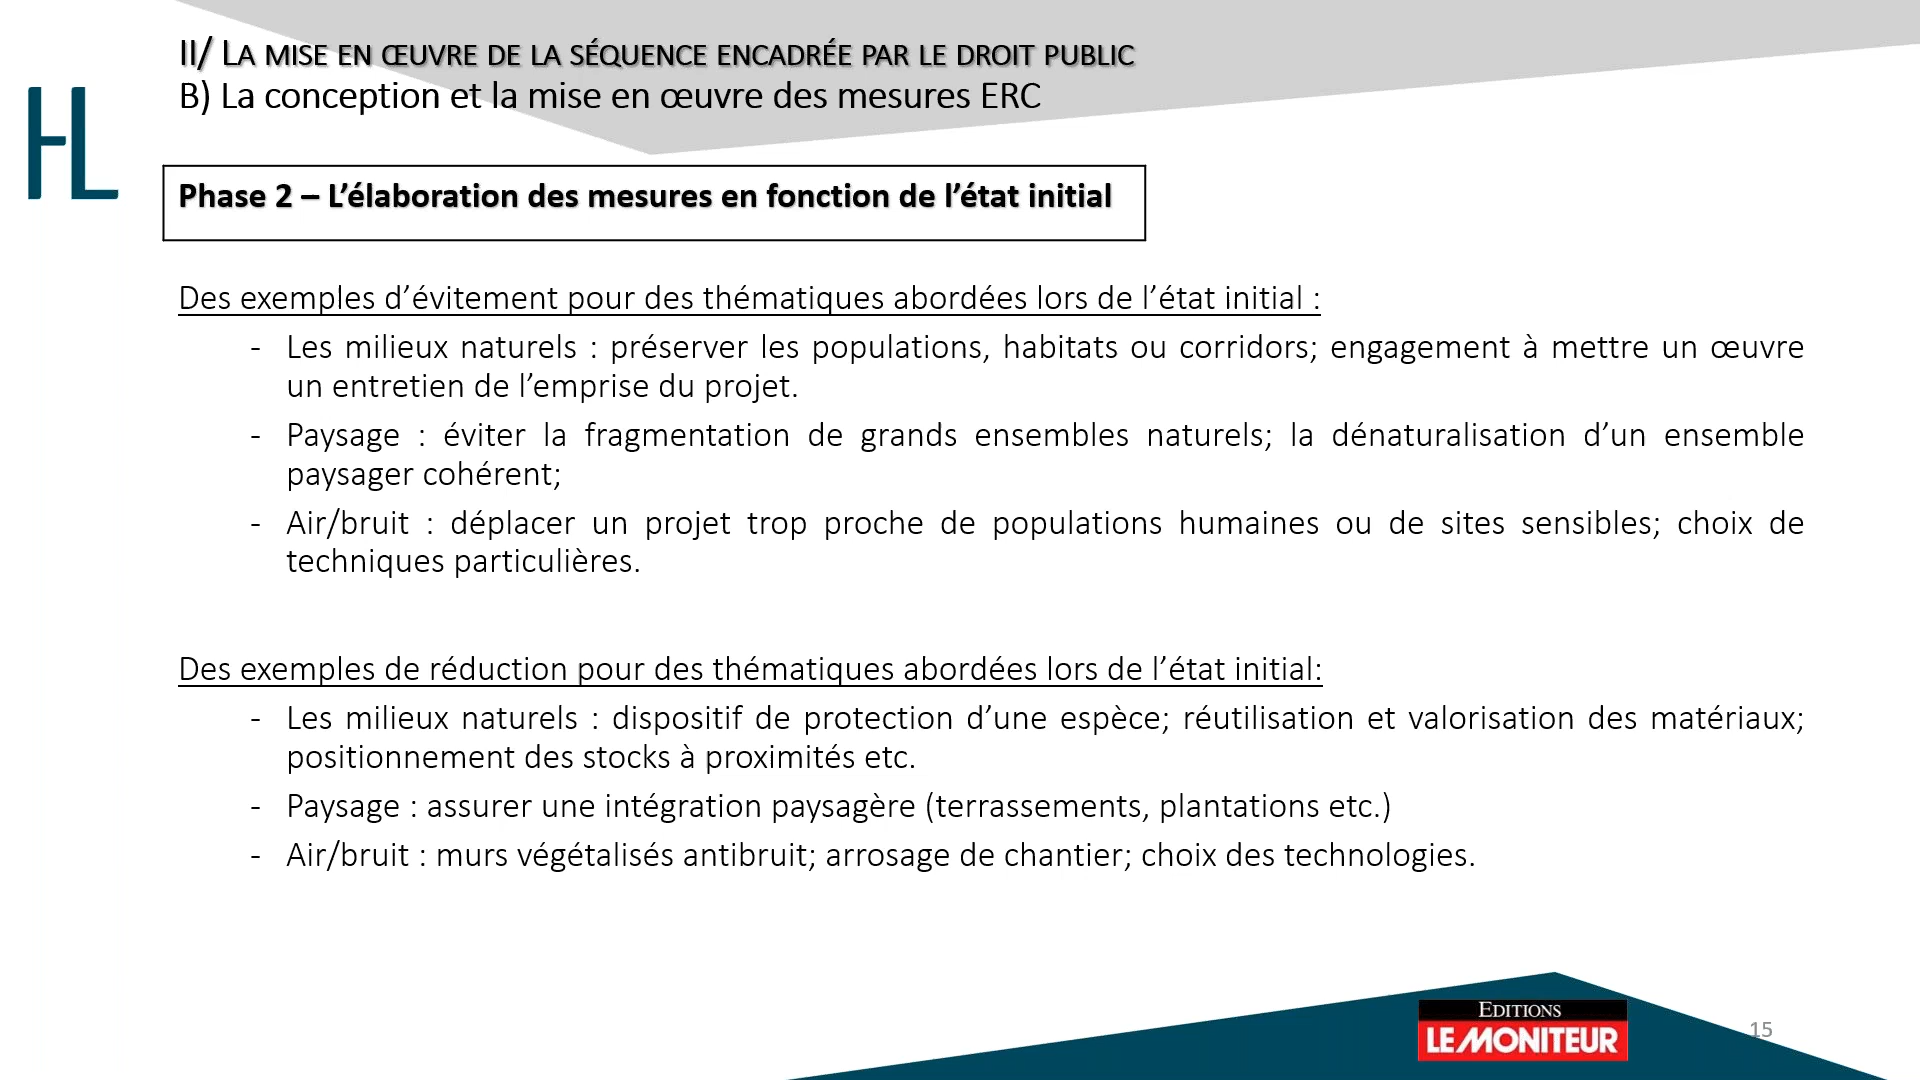 II/ LA MISE EN ŒUVRE DE LA SÉQUENCE ENCADRÉE PAR LE DROIT PUBLIC
B) La conception et la mise en œuvre des mesures ERC
HL
Phase 2 – L’élaboration des mesures en fonction de l’état initial
Des exemples d’évitement pour des thématiques abordées lors de l’état initial :
- Les milieux naturels : préserver les populations, habitats ou corridors; engagement à mettre un œuvre
un entretien de l’emprise du projet.
- Paysage : éviter la fragmentation de grands ensembles naturels; la dénaturalisation d’un ensemble
paysager cohérent;
- Air/bruit : déplacer un projet trop proche de populations humaines ou de sites sensibles; choix de
techniques particulières.
Des exemples de réduction pour des thématiques abordées lors de l’état initial:
- Les milieux naturels : dispositif de protection d’une espèce; réutilisation et valorisation des matériaux;
positionnement des stocks à proximités etc.
- Paysage : assurer une intégration paysagère (terrassements, plantations etc.)
- Air/bruit : murs végétalisés antibruit; arrosage de chantier; choix des technologies.
EDITIONS
LE MONITEUR
15